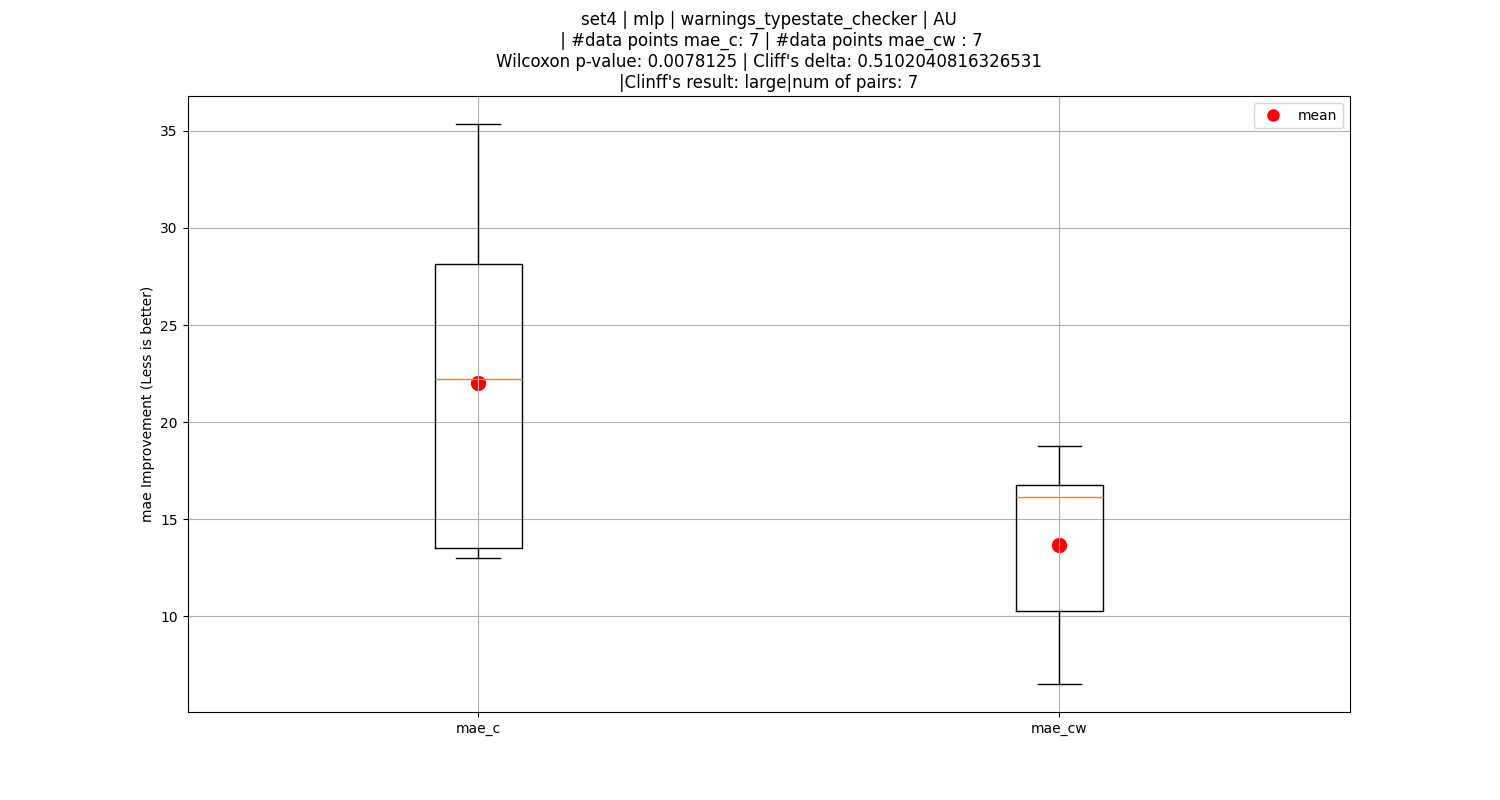 set4 | mlp | warnings_typestate_checker | AU
| #data points mae_c: 7 | #data points mae_cw : 7
Wilcoxon p-value: 0.0078125 | Cliff's delta: 0.5102040816326531
|Clinff's result: large|num of pairs: 7
mean
35
30
25
20
15
10
mae Improvement (Less is better)
mae_c
mae_cw